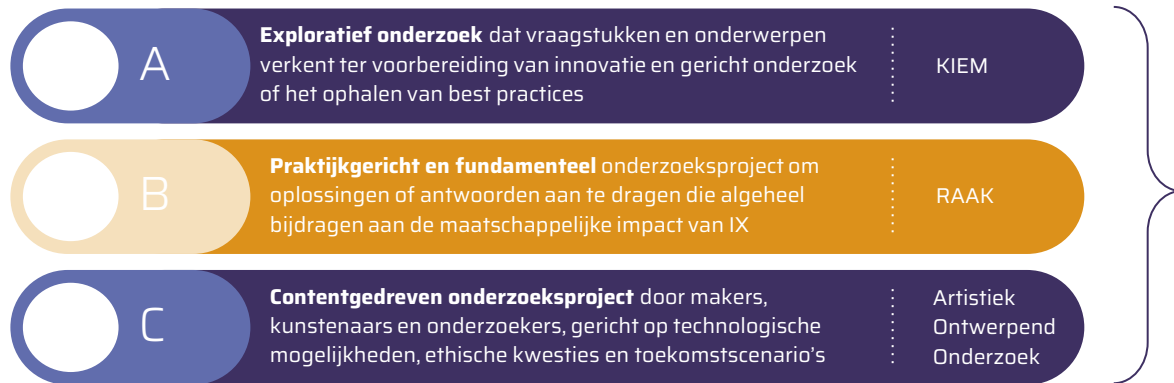 A
Exploratief onderzoek dat vraagstukken en onderwerpen
verkent ter voorbereiding van innovatie en gericht onderzoek
of het ophalen van best practices
KIEM
B
Praktijkgericht en fundamenteel onderzoeksproject om
oplossingen of antwoorden aan te dragen die algeheel
bijdragen aan de maatschappelijke impact van IX
RAAK
C
Contentgedreven onderzoeksproject door makers,
kunstenaars en onderzoekers, gericht op technologische
mogelijkheden, ethische kwesties en toekomstscenario's
Artistiek
Ontwerpend
Onderzoek